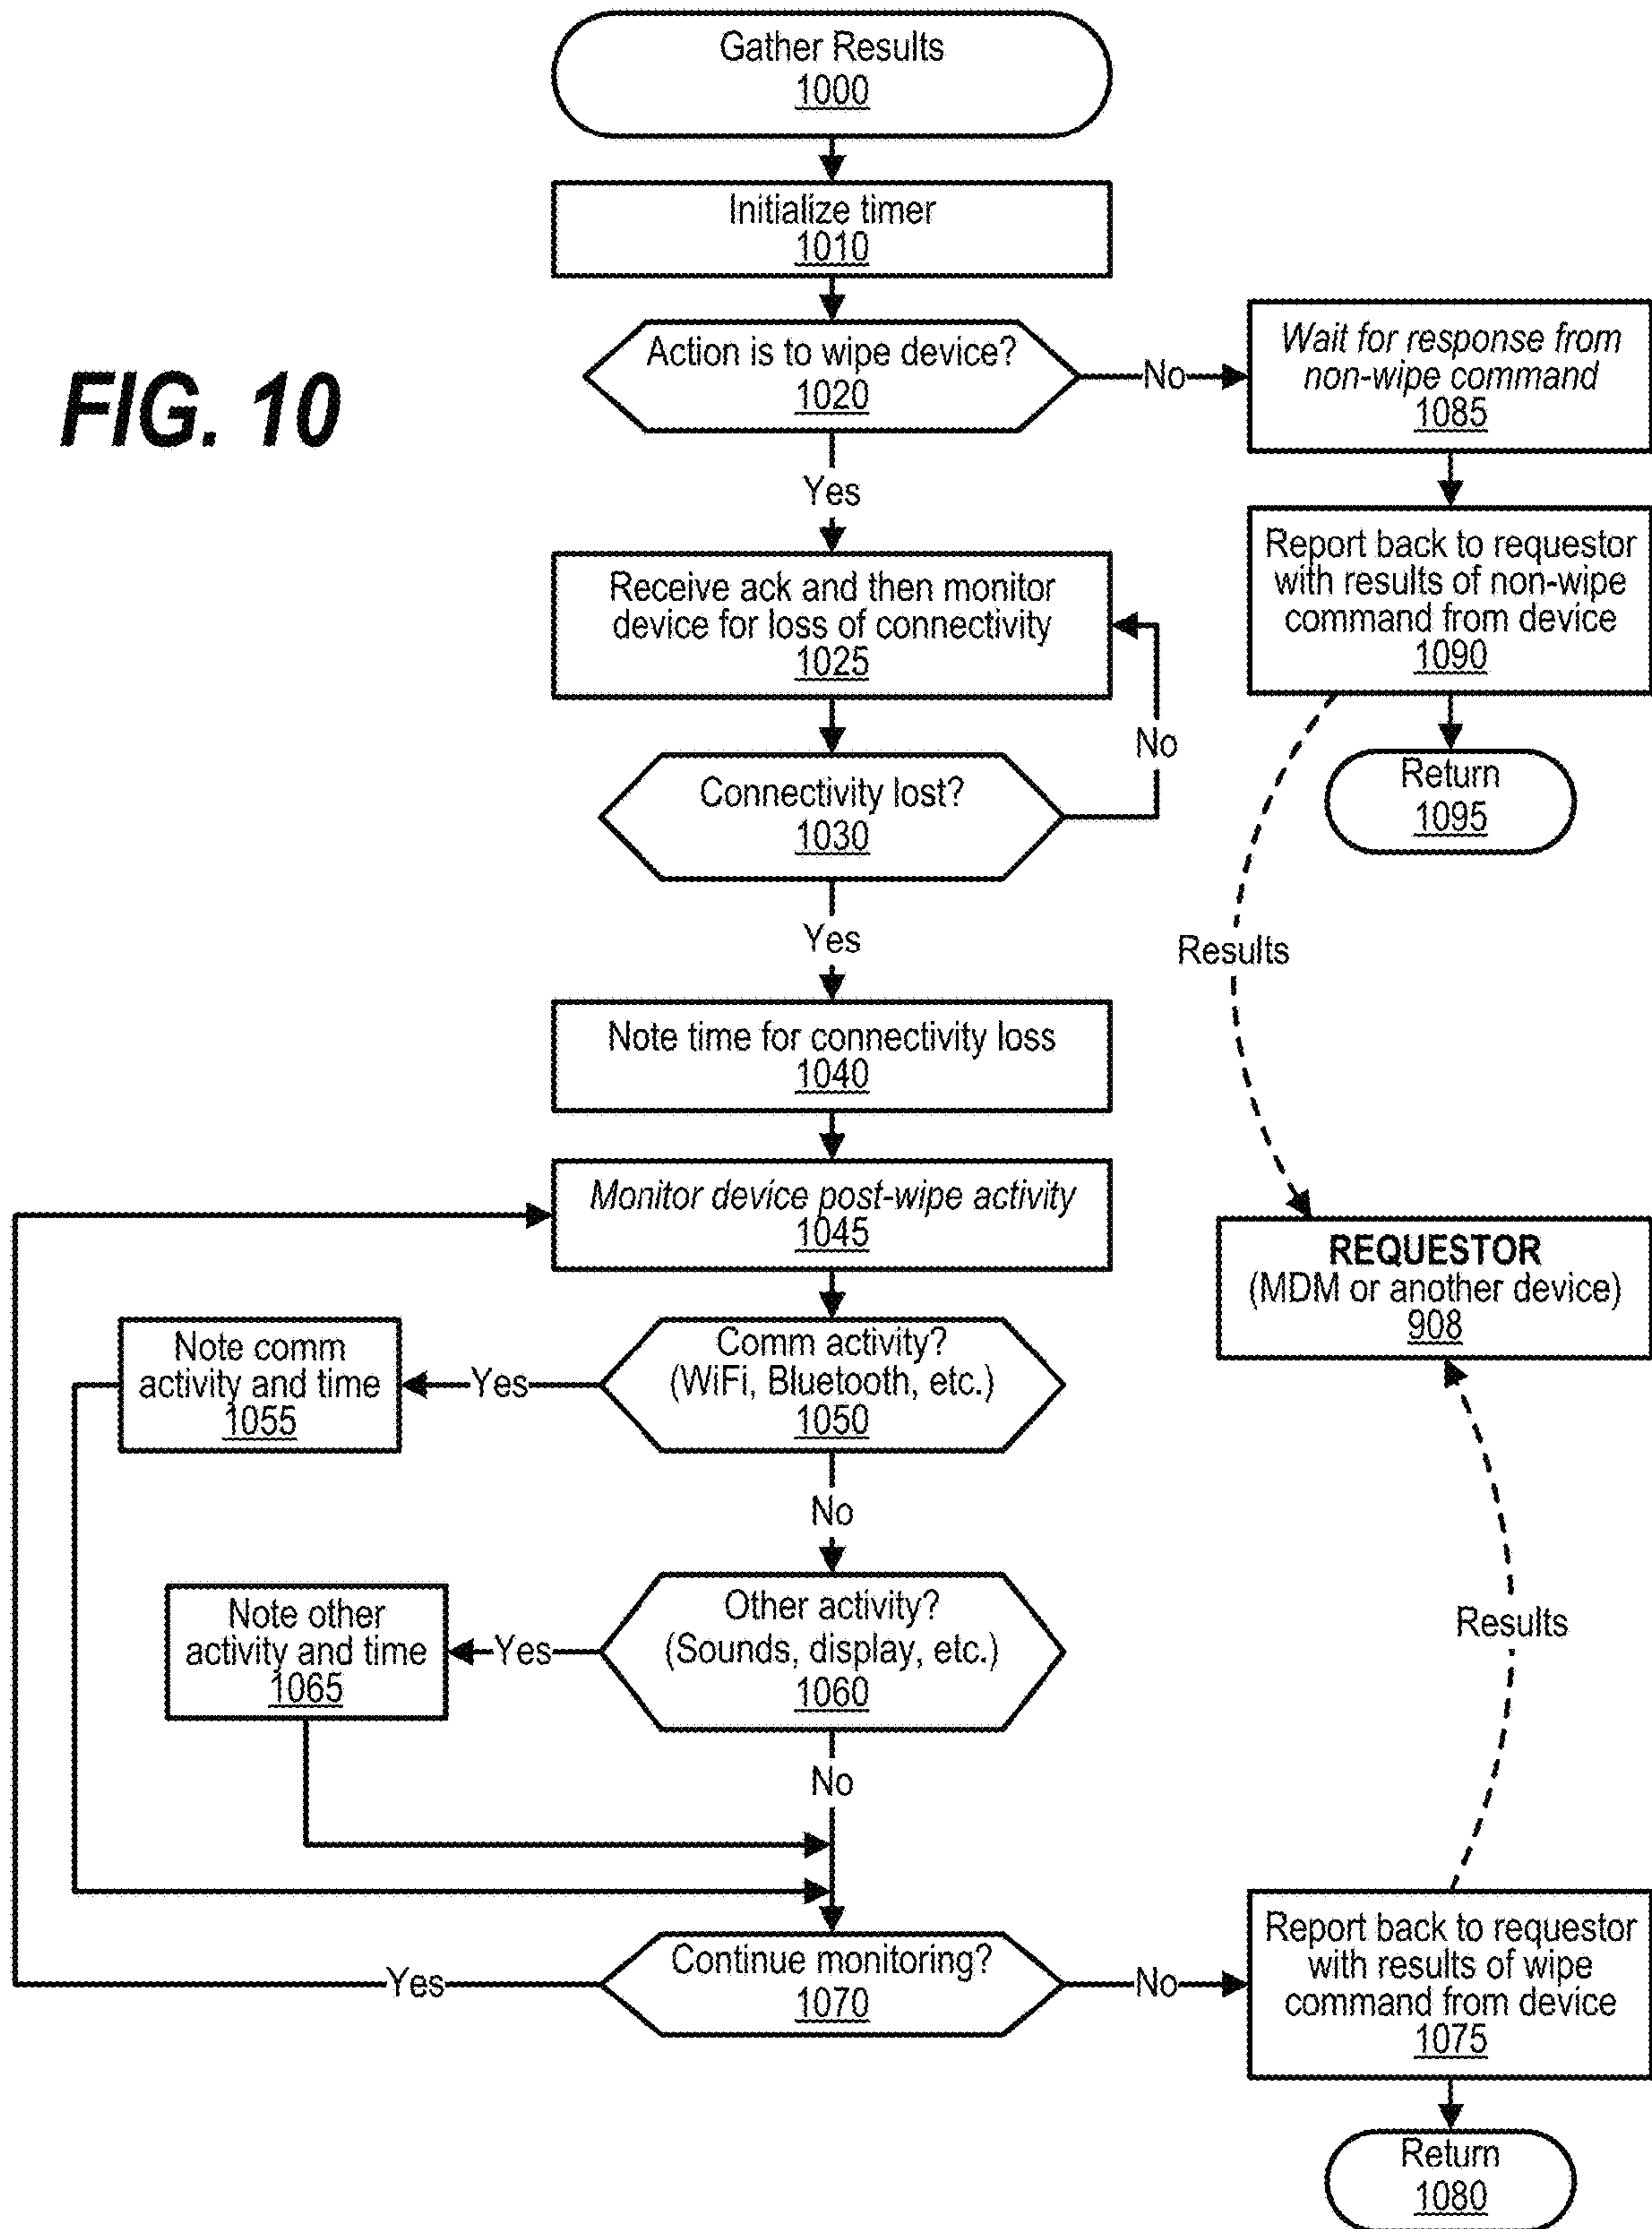 Gather Results
1000
Initialize timer
1010
FIG. 10
Action is to wipe device?
1020
No
Wait for response from
non-wipe command
1085
Yes
Report back to requestor
with results of non-wipe
command from device
1090
Receive ack and then monitor
device for loss of connectivity
1025
No
Return
1095
Connectivity lost?
1030
Yes
Results
Note time for connectivity loss
1040
Monitor device post-wipe activity
1045
REQUESTOR
(MDM or another device)
908
Note comm
activity and time
1055
Yes
Comm activity?
(WiFi, Bluetooth, etc.)
1050
No
Note other
activity and time
1065
Yes
Other activity?
(Sounds, display, etc.)
1060
Results
No
Continue monitoring?
1070
Yes
No
Report back to requestor
with results of wipe
command from device
1075
Return
1080